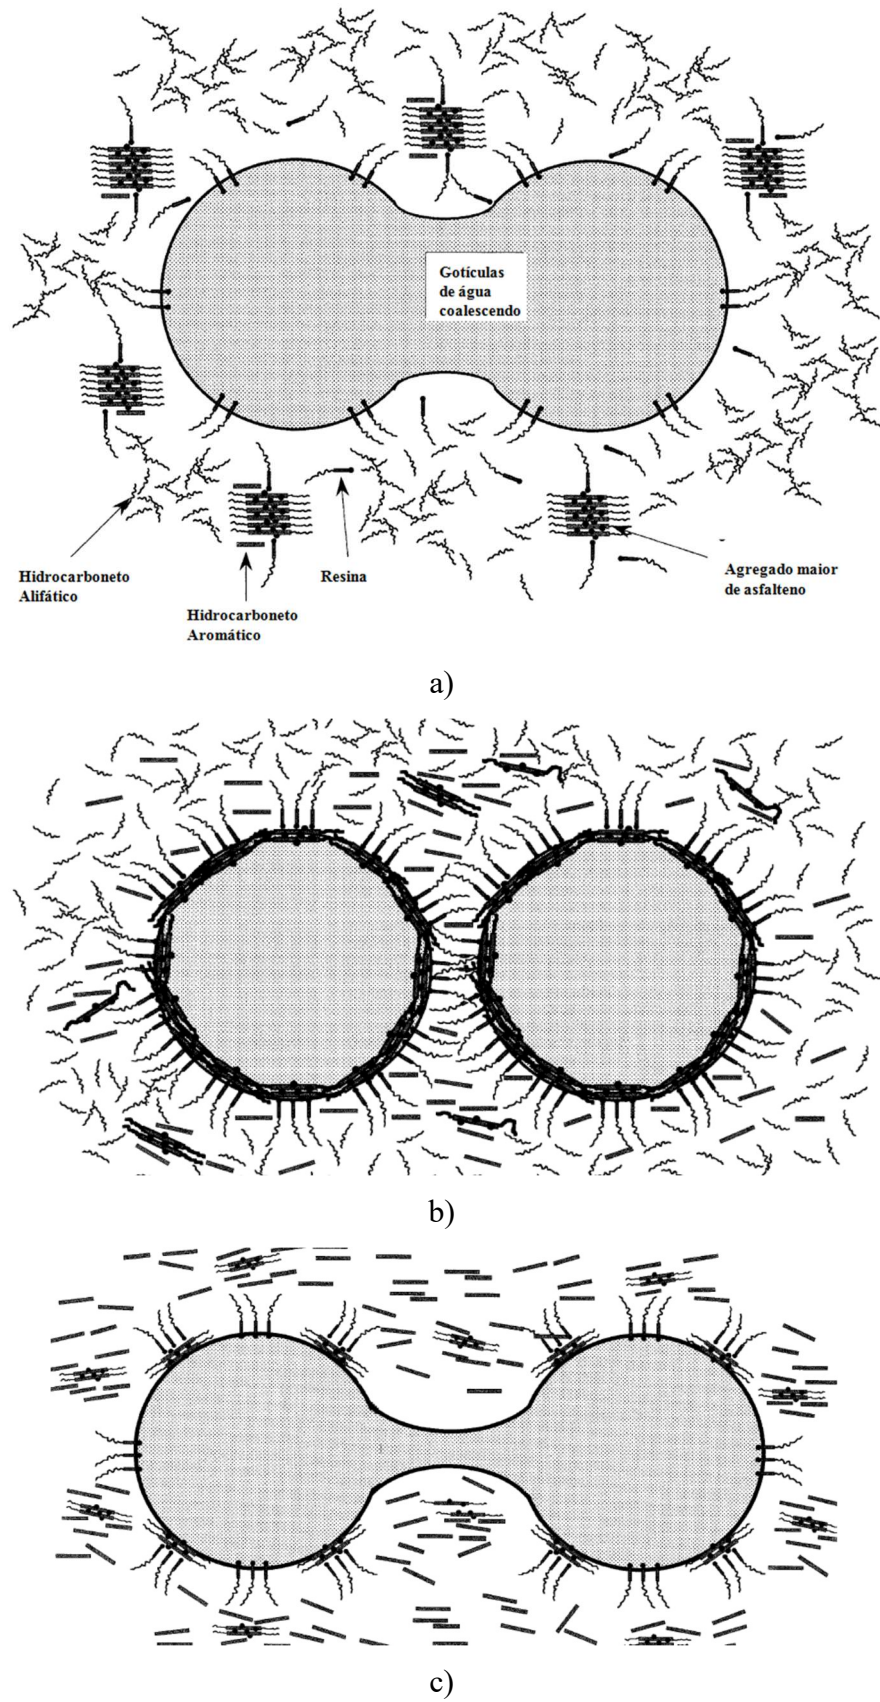 Gotículas
de água
coalescendo
Hidrocarboneto
Alifático
Hidrocarboneto
Aromático
Resina
Agregado maior
de asfalteno
a)
b)
c)